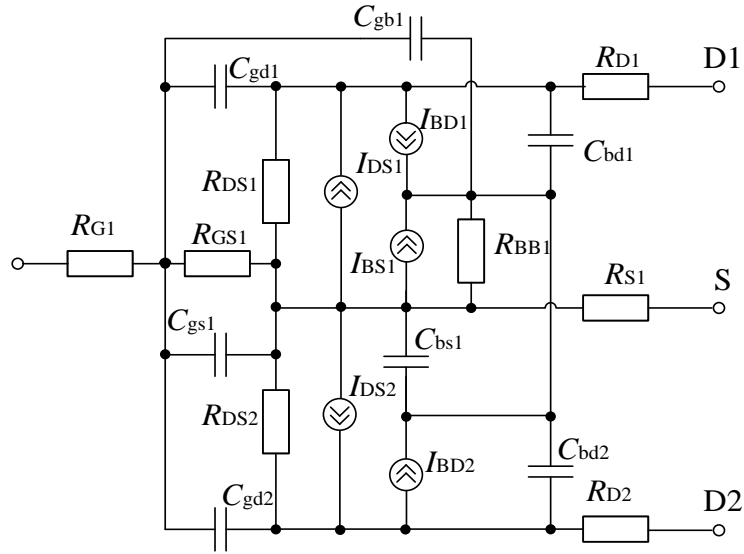 Cgb1
Cgd1
RD1
D1
IBD1
IDS1
Cbd1
RDS1
RG1
RGS1
IBS1
RBB1
RS1
S
Cgs1
Cbs1
IDS2
RDS2
IBD2
Cbd2
Cgd2
RD2
D2